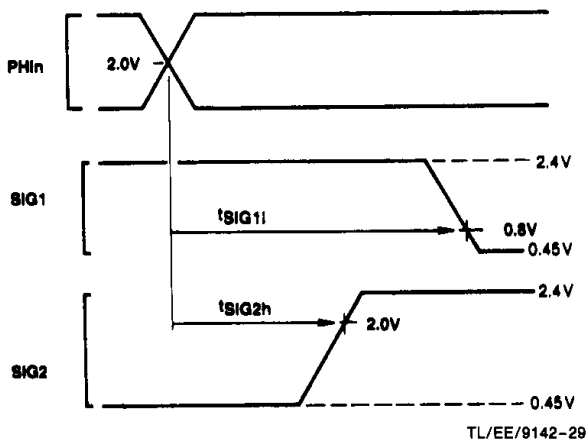 PHIn
2.0V
SIG1
2.4V
tSIG1l
0.8V
0.45V
SIG2
2.4V
tSIG2h
2.0V
0.45V
TL/EE/9142-29